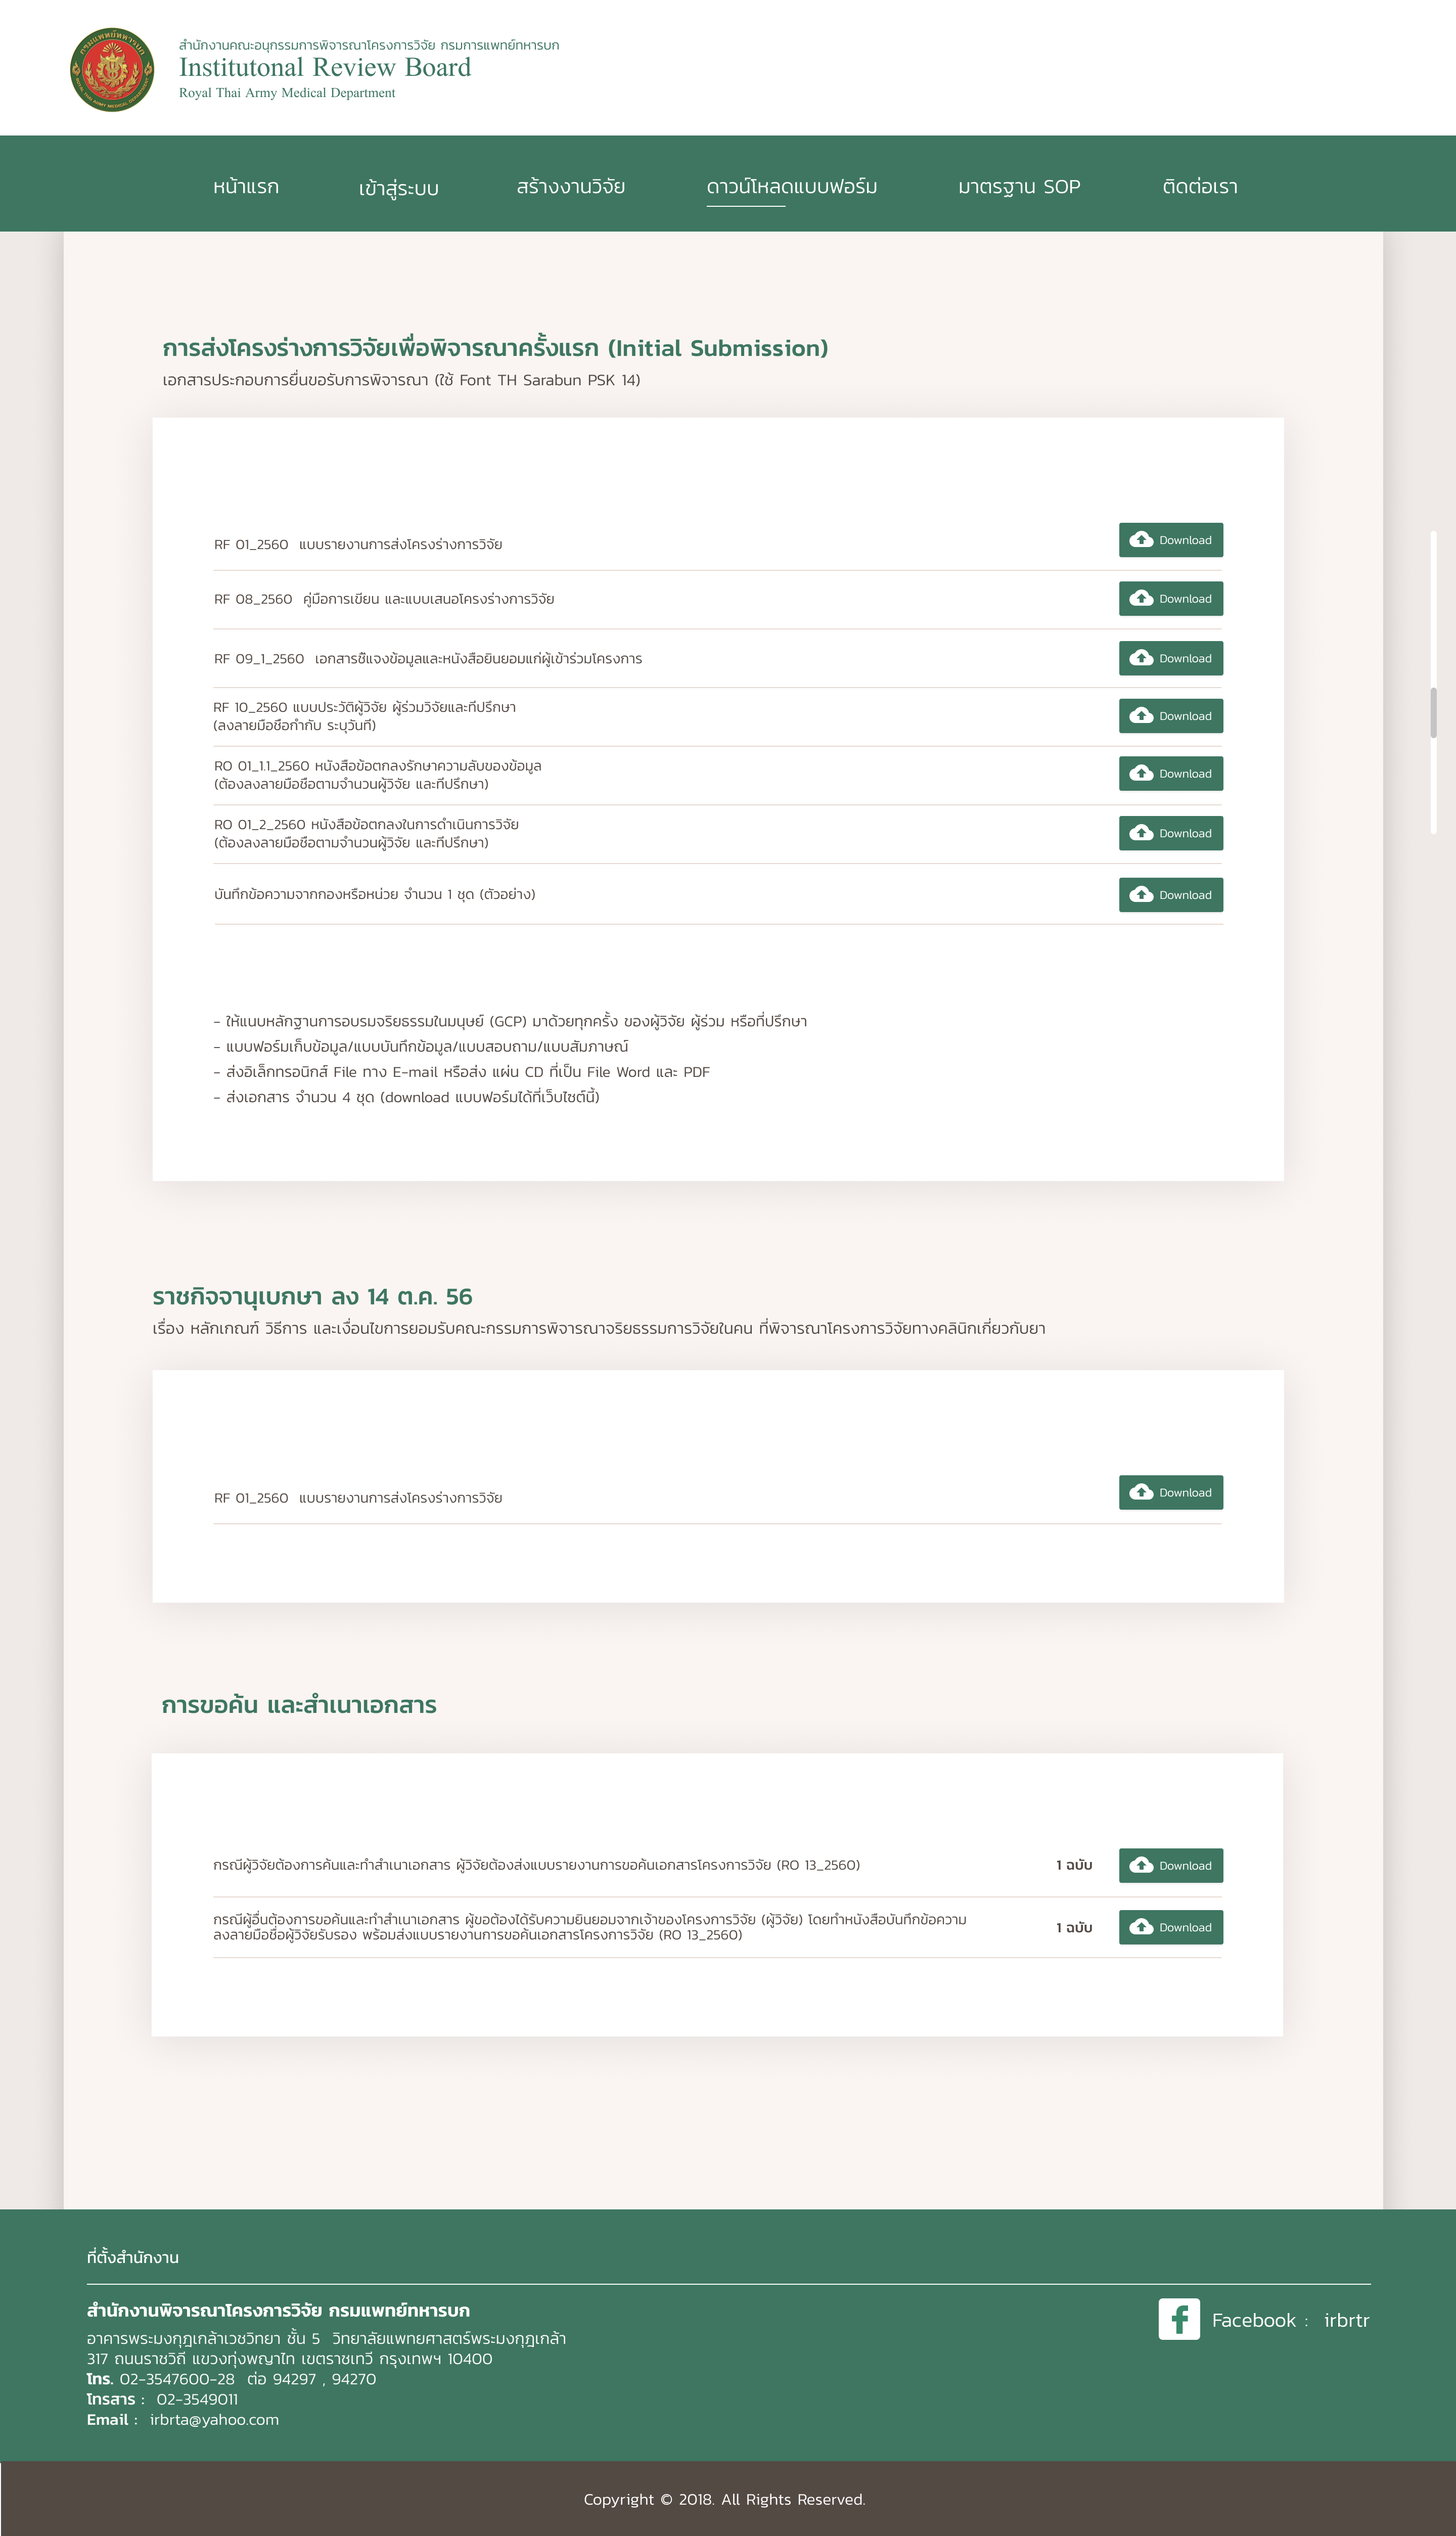 สำนักงานคณะอนุกรรมการพิจารณาโครงการวิจัย กรมการแพทย์ทหารบก
Institutonal Review Board
Royal Thai Army Medical Department
กรมแพทย์ทหารบก
ROYAL THAI ARMY MEDICAL DEPARTMENT
หน้าแรก
เข้าสู่ระบบ
สร้างงานวิจัย
ดาวน์โหลดแบบฟอร์ม
มาตรฐาน SOP
ติดต่อเรา
การส่งโครงร่างการวิจัยเพื่อพิจารณาครั้งแรก (Initial Submission)
เอกสารประกอบการยื่นขอรับการพิจารณา (ใช้ Font TH Sarabun PSK 14)
RF 01_2560 แบบรายงานการส่งโครงร่างการวิจัย
Download
RF 08_2560 คู่มือการเขียน และแบบเสนอโครงร่างการวิจัย
Download
RF 09_1_2560 เอกสารชี้แจงข้อมูลและหนังสือยินยอมแก่ผู้เข้าร่วมโครงการ
Download
RF 10_2560 แบบประวัติผู้วิจัย ผู้ร่วมวิจัยและที่ปรึกษา
(ลงลายมือชื่อกำกับ ระบุวันที่)
Download
RO 01_1.1_2560 หนังสือข้อตกลงรักษาความลับของข้อมูล
(ต้องลงลายมือชื่อตามจำนวนผู้วิจัย และที่ปรึกษา)
Download
RO 01_2_2560 หนังสือข้อตกลงในการดำเนินการวิจัย
(ต้องลงลายมือชื่อตามจำนวนผู้วิจัย และที่ปรึกษา)
Download
บันทึกข้อความจากกองหรือหน่วย จำนวน 1 ชุด (ตัวอย่าง)
Download
- ให้แนบหลักฐานการอบรมจริยธรรมในมนุษย์ (GCP) มาด้วยทุกครั้ง ของผู้วิจัย ผู้ร่วม หรือที่ปรึกษา
- แบบฟอร์มเก็บข้อมูล/แบบบันทึกข้อมูล/แบบสอบถาม/แบบสัมภาษณ์
- ส่งอิเล็กทรอนิกส์ File ทาง E-mail หรือส่ง แผ่น CD ที่เป็น File Word และ PDF
- ส่งเอกสาร จำนวน 4 ชุด (download แบบฟอร์มได้ที่เว็บไซต์นี้)
ราชกิจจานุเบกษา ลง 14 ต.ค. 56
เรื่อง หลักเกณฑ์ วิธีการ และเงื่อนไขการยอมรับคณะกรรมการพิจารณาจริยธรรมการวิจัยในคน ที่พิจารณาโครงการวิจัยทางคลินิกเกี่ยวกับยา
RF 01_2560 แบบรายงานการส่งโครงร่างการวิจัย
Download
การขอค้น และสำเนาเอกสาร
กรณีผู้วิจัยต้องการค้นและทำสำเนาเอกสาร ผู้วิจัยต้องส่งแบบรายงานการขอค้นเอกสารโครงการวิจัย (RO 13_2560)
1 ฉบับ
Download
กรณีผู้อื่นต้องการขอค้นและทำสำเนาเอกสาร ผู้ขอต้องได้รับความยินยอมจากเจ้าของโครงการวิจัย (ผู้วิจัย) โดยทำหนังสือบันทึกข้อความ
ลงลายมือชื่อผู้วิจัยรับรอง พร้อมส่งแบบรายงานการขอค้นเอกสารโครงการวิจัย (RO 13_2560)
1 ฉบับ
Download
ที่ตั้งสำนักงาน
สำนักงานพิจารณาโครงการวิจัย กรมแพทย์ทหารบก
อาคารพระมงกุฎเกล้าเวชวิทยา ชั้น 5 วิทยาลัยแพทยศาสตร์พระมงกุฎเกล้า
317 ถนนราชวิถี แขวงทุ่งพญาไท เขตราชเทวี กรุงเทพฯ 10400
โทร. 02-3547600-28 ต่อ 94297 , 94270
โทรสาร : 02-3549011
Email : irbrta@yahoo.com
Facebook : irbrtr
Copyright © 2018. All Rights Reserved.